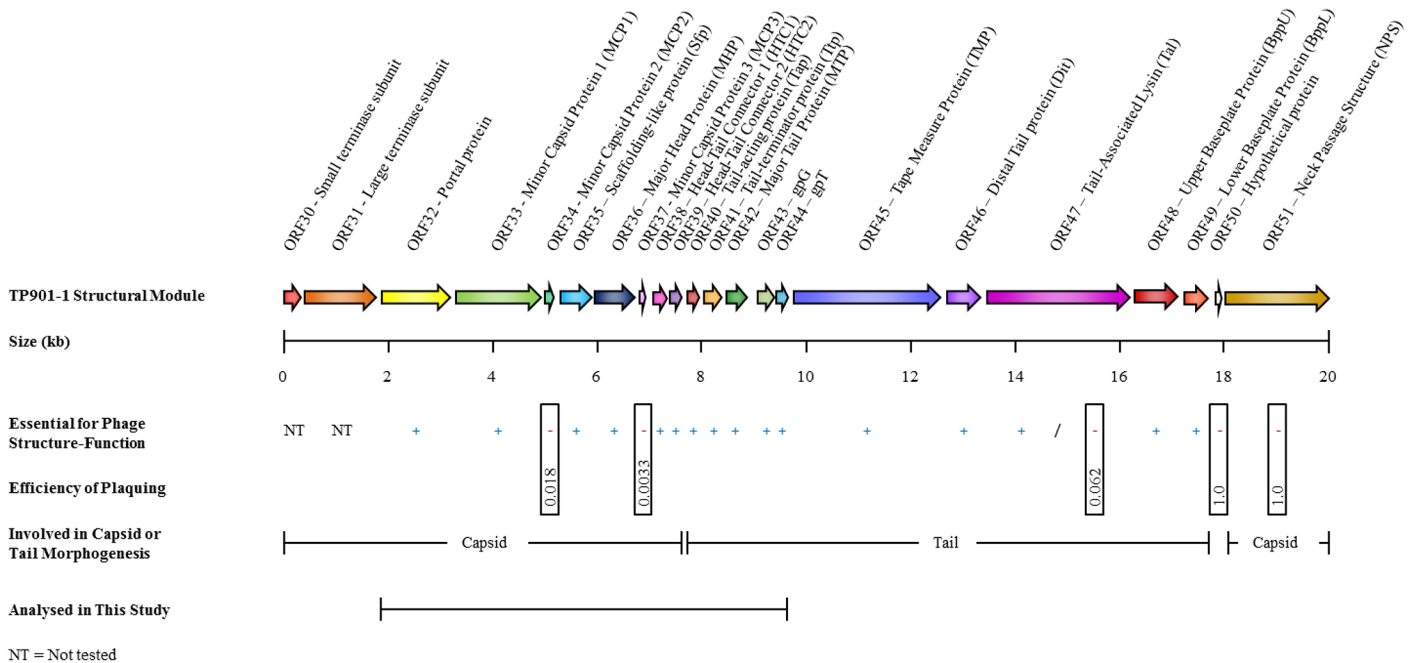 ORF30 - Small terminase subunit
ORF31 - Large terminase subunit
ORF32 - Portal protein
ORF33 - Minor Capsid Protein 1 (MCP1)
ORF34 - Minor Capsid Protein 2 (MCP2)
ORF35 – Scaffolding-like protein (Sfp)
ORF36 – Major Head Protein (MHP)
ORF37 - Minor Capsid Protein 3 (MCP3)
ORF38 – Head-Tail Connector 1 (HTC1)
ORF39 – Head-Tail Connector 2 (HTC2)
ORF40 – Tail-acting protein (Tap)
ORF41 – Tail-terminator protein (Ttp)
ORF42 – Major Tail Protein (MTP)
ORF43 – gpG
ORF44 – gpT
ORF45 – Tape Measure Protein (TMP)
ORF46 – Distal Tail protein (Dit)
ORF47 – Tail-Associated Lysin (Tal)
ORF48 – Upper Baseplate Protein (BppU)
ORF49 – Lower Baseplate Protein (BppL)
ORF50 – Hypothetical protein
ORF51 – Neck Passage Structure (NPS)
TP901-1 Structural Module
Size (kb)
0 2 4 6 8 10 12 14 16 18 20
Essential for Phage
Structure-Function
NT NT + + - + + - + + + + + + + + + + / - + + - -
Efficiency of Plaquing
0.018 0.0033 0.062 1.0 1.0
Involved in Capsid or
Tail Morphogenesis
Capsid Tail Capsid
Analysed in This Study
NT = Not tested